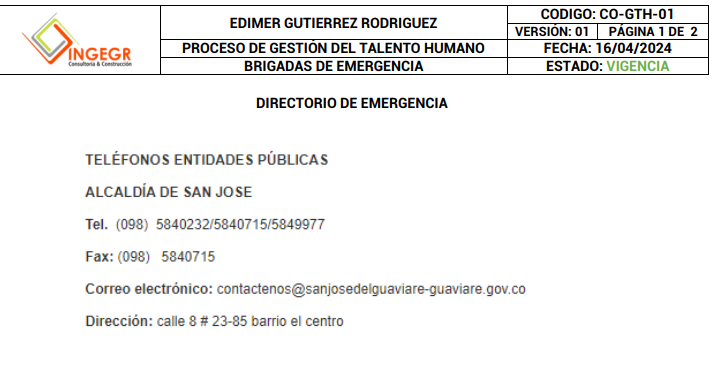 INGEGR
Consultoría & Construcción
EDIMER GUTIERREZ RODRIGUEZ
CODIGO: CO-GTH-01
VERSIÓN: 01 PÁGINA 1 DE 2
PROCESO DE GESTIÓN DEL TALENTO HUMANO
FECHA: 16/04/2024
BRIGADAS DE EMERGENCIA
ESTADO: VIGENCIA
DIRECTORIO DE EMERGENCIA
TELÉFONOS ENTIDADES PÚBLICAS
ALCALDÍA DE SAN JOSE
Tel. (098) 5840232/5840715/5849977
Fax: (098) 5840715
Correo electrónico: contactenos@sanjosedelguaviare-guaviare.gov.co
Dirección: calle 8 # 23-85 barrio el centro